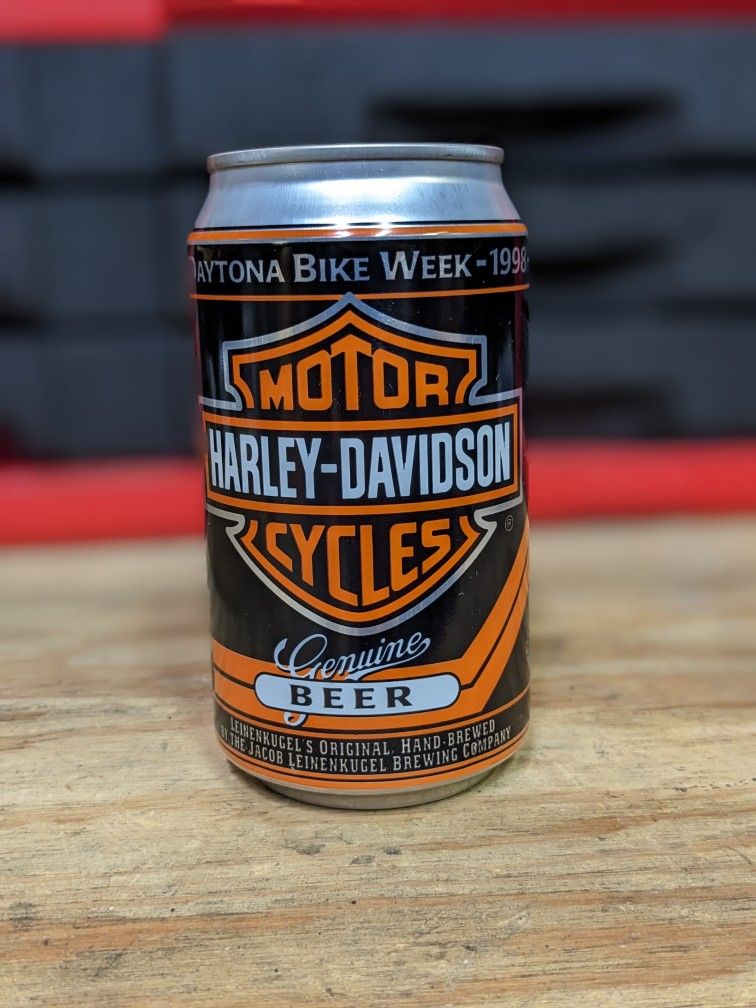 DAYTONA BIKE WEEK-1998
MOTOR
HARLEY-DAVIDSON
CYCLES
®
Genuine
BEER
LEINENKUGEL'S ORIGINAL, HAND-BREWED
BY THE JACOB LEINENKUGEL BREWING COMPANY